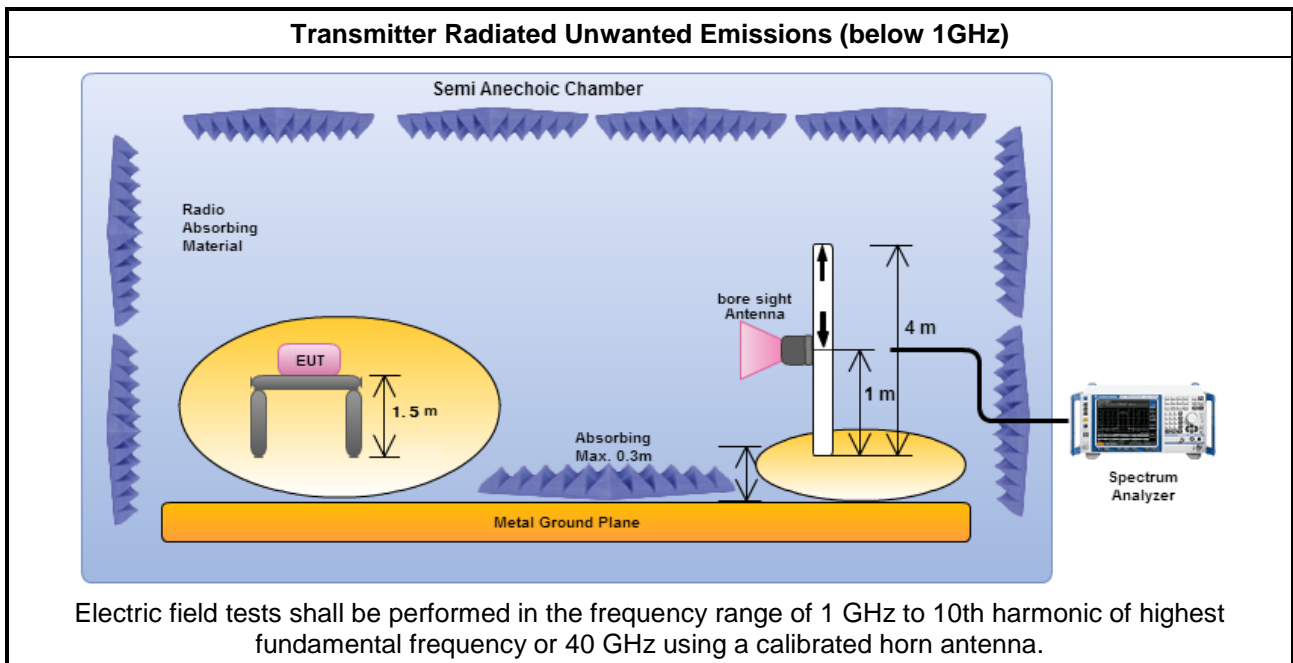 Transmitter Radiated Unwanted Emissions (below 1GHz)
Semi Anechoic Chamber
Radio
Absorbing
Material
bore sight
Antenna
4 m
EUT
1. 5 m
1 m
Absorbing
Max. 0.3m
Spectrum
Analyzer
Metal Ground Plane
Electric field tests shall be performed in the frequency range of 1 GHz to 10th harmonic of highest
fundamental frequency or 40 GHz using a calibrated horn antenna.